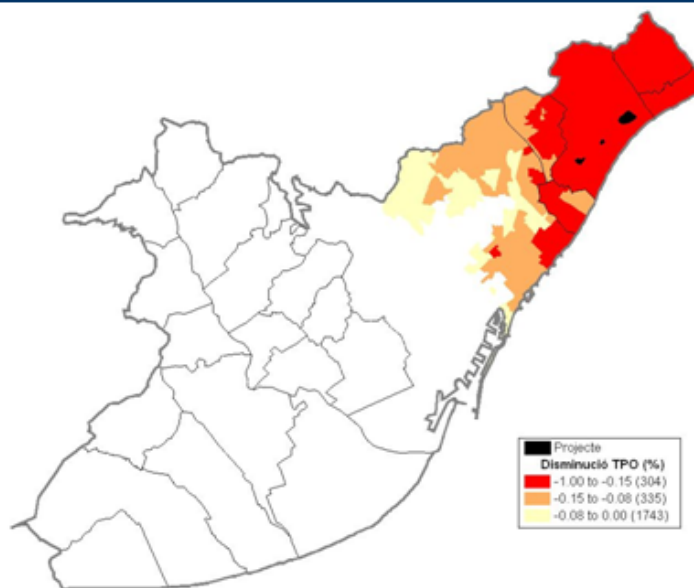 Projecte
Disminució TPO (%)
-1.00 to -0.15 (304)
-0.15 to -0.08 (335)
-0.08 to 0.00 (1743)